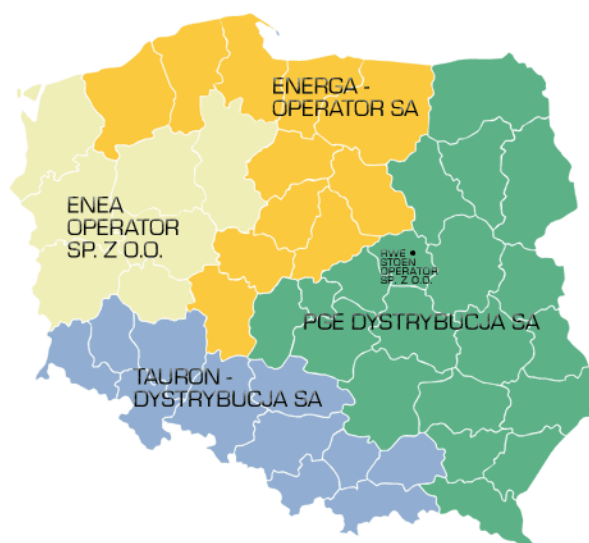 ENERGA -
OPERATOR SA
ENEA
OPERATOR
SP. Z O.O.
RWE
STOEN
OPERATOR
SP. Z O.O.
PGE DYSTRYBUCJA SA
TAURON -
DYSTRYBUCJA SA